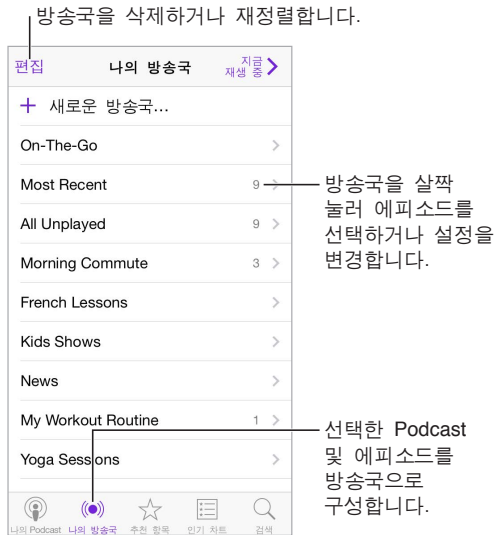 방송국을 삭제하거나 재정렬합니다.
편집
나의 방송국
지금
재생 중
새로운 방송국...
On-The-Go
Most Recent
9
방송국을 살짝
눌러 에피소드를
선택하거나 설정을
변경합니다.
All Unplayed
9
Morning Commute
3
French Lessons
Kids Shows
News
My Workout Routine
1
선택한 Podcast
및 에피소드를
방송국으로
구성합니다.
Yoga Sessions
나의 Podcast
나의 방송국
추천 항목
인기 차트
검색